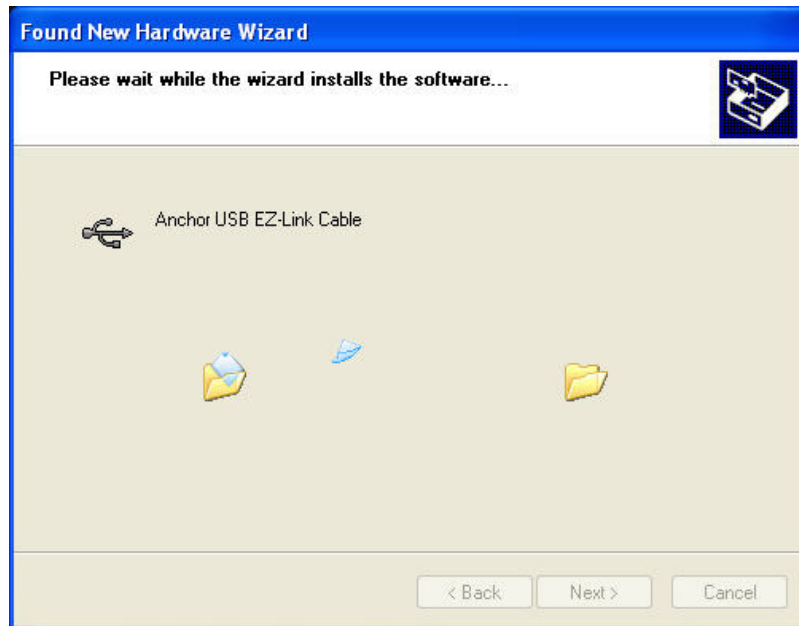 Found New Hardware Wizard
Please wait while the wizard installs the software...
Anchor USB EZ-Link Cable
< Back
Next >
Cancel